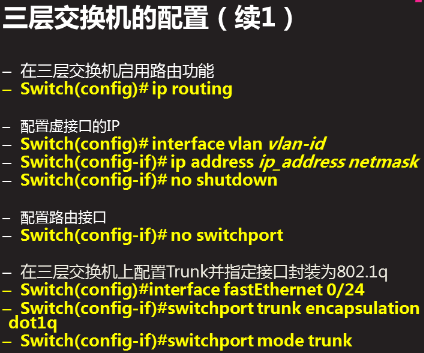 三层交换机的配置（续1）
– 在三层交换机启用路由功能
– Switch(config)# ip routing
– 配置虚接口的IP
– Switch(config)# interface vlan vlan-id
– Switch(config-if)# ip address ip_address netmask
– Switch(config-if)# no shutdown
– 配置路由接口
– Switch(config-if)# no switchport
– 在三层交换机上配置Trunk并指定接口封装为802.1q
– Switch(config)#interface fastEthernet 0/24
– Switch(config-if)#switchport trunk encapsulation
dot1q
– Switch(config-if)#switchport mode trunk